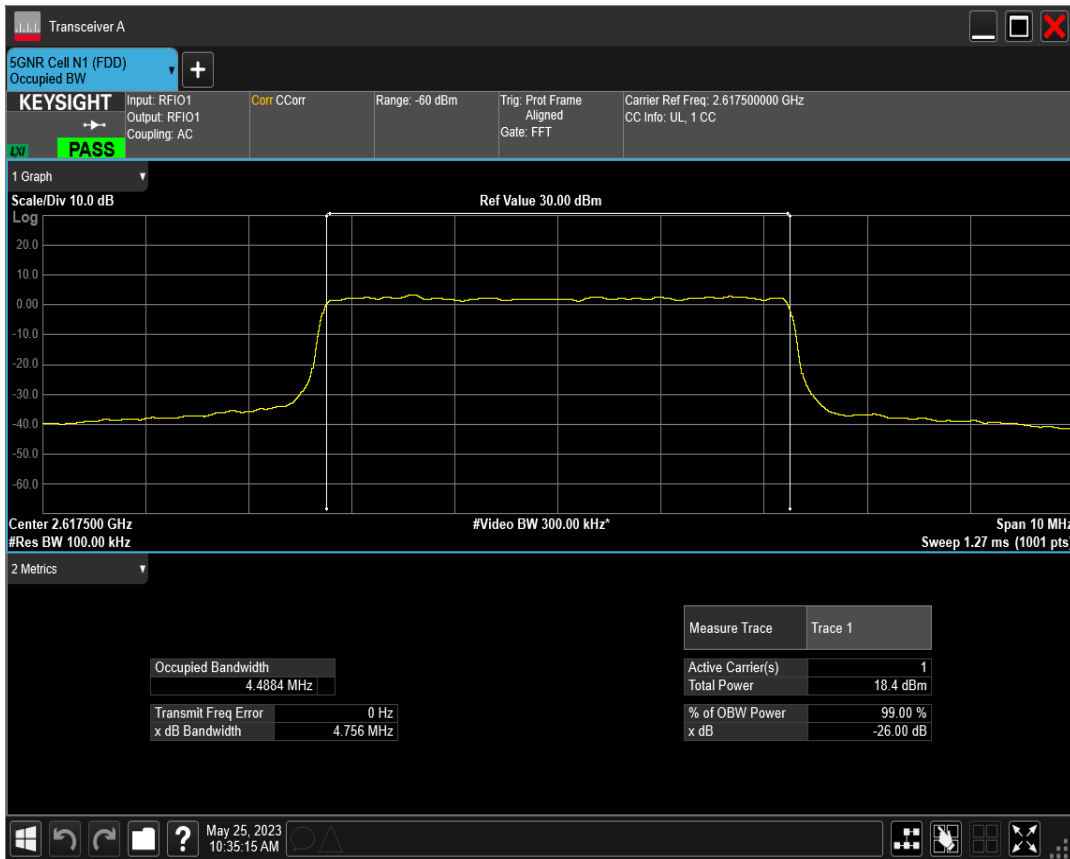 Transceiver A
5GNR Cell N1 (FDD)
Occupied BW
+
KEYSIGHT
LXI
PASS
Input: RFIO1
Output: RFIO1
Coupling: AC
Corr CCorr
Range: -60 dBm
Trig: Prot Frame
Aligned
Gate: FFT
Carrier Ref Freq: 2.617500000 GHz
CC Info: UL, 1 CC
1 Graph
Scale/Div 10.0 dB
Ref Value 30.00 dBm
Log
20.0
10.0
0.00
-10.0
-20.0
-30.0
-40.0
-50.0
-60.0
Center 2.617500 GHz
#Video BW 300.00 kHz*
Span 10 MHz
#Res BW 100.00 kHz
Sweep 1.27 ms (1001 pts)
2 Metrics
Measure Trace Trace 1
Occupied Bandwidth
4.4884 MHz
Transmit Freq Error 0 Hz
x dB Bandwidth 4.756 MHz
Active Carrier(s) 1
Total Power 18.4 dBm
% of OBW Power 99.00 %
x dB -26.00 dB
?
May 25, 2023
10:35:15 AM